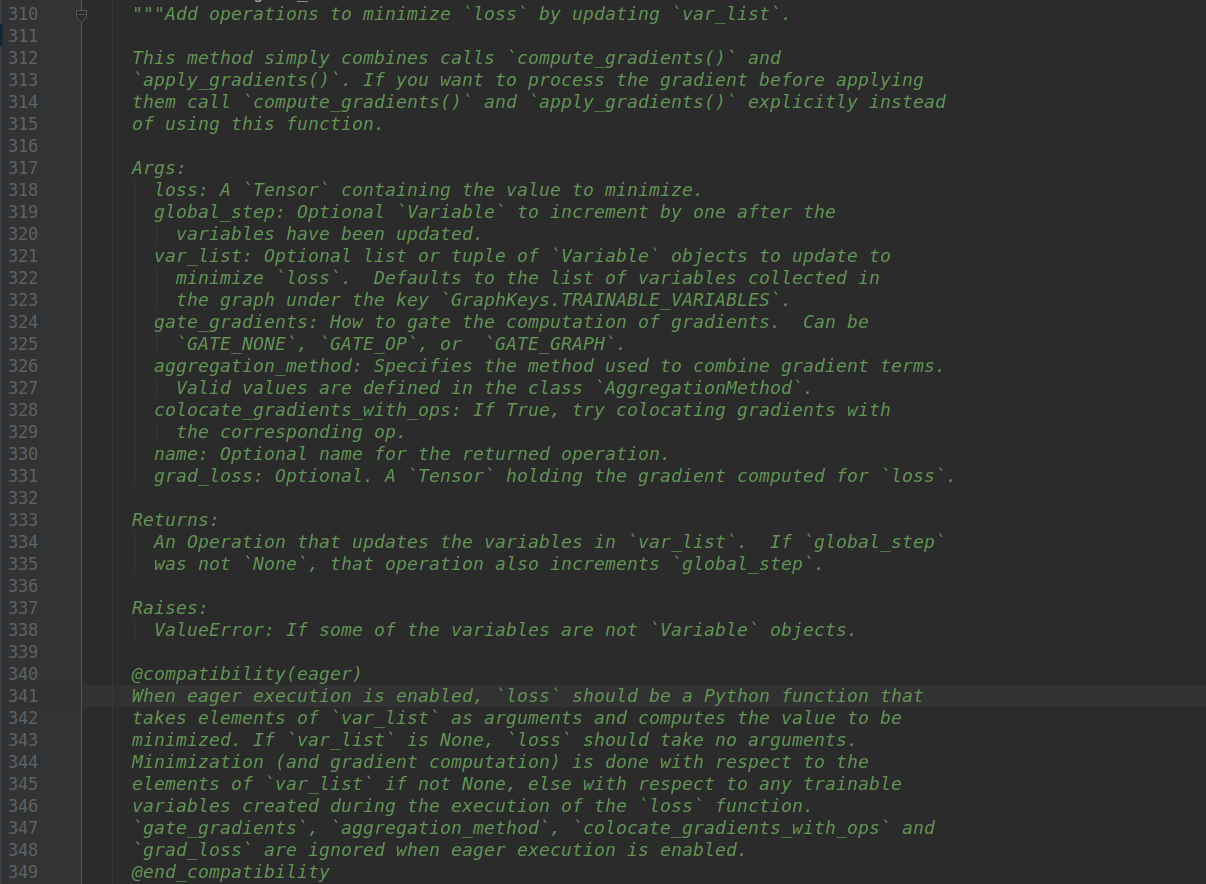 310 """Add operations to minimize `loss` by updating `var_list`.
311
312 This method simply combines calls `compute_gradients()` and
313 `apply_gradients()`. If you want to process the gradient before applying
314 them call `compute_gradients()` and `apply_gradients()` explicitly instead
315 of using this function.
316
317 Args:
318 loss: A `Tensor` containing the value to minimize.
319 global_step: Optional `Variable` to increment by one after the
320 variables have been updated.
321 var_list: Optional list or tuple of `Variable` objects to update to
322 minimize `loss`.  Defaults to the list of variables collected in
323 the graph under the key `GraphKeys.TRAINABLE_VARIABLES`.
324 gate_gradients: How to gate the computation of gradients.  Can be
325 `GATE_NONE`, `GATE_OP`, or  `GATE_GRAPH`.
326 aggregation_method: Specifies the method used to combine gradient terms.
327 Valid values are defined in the class `AggregationMethod`.
328 colocate_gradients_with_ops: If True, try colocating gradients with
329 the corresponding op.
330 name: Optional name for the returned operation.
331 grad_loss: Optional. A `Tensor` holding the gradient computed for `loss`.
332
333 Returns:
334 An Operation that updates the variables in `var_list`.  If `global_step`
335 was not `None`, that operation also increments `global_step`.
336
337 Raises:
338 ValueError: If some of the variables are not `Variable` objects.
339
340 @compatibility(eager)
341 When eager execution is enabled, `loss` should be a Python function that
342 takes elements of `var_list` as arguments and computes the value to be
343 minimized. If `var_list` is None, `loss` should take no arguments.
344 Minimization (and gradient computation) is done with respect to the
345 elements of `var_list` if not None, else with respect to any trainable
346 variables created during the execution of the `loss` function.
347 `gate_gradients`, `aggregation_method`, `colocate_gradients_with_ops` and
348 `grad_loss` are ignored when eager execution is enabled.
349 @end_compatibility